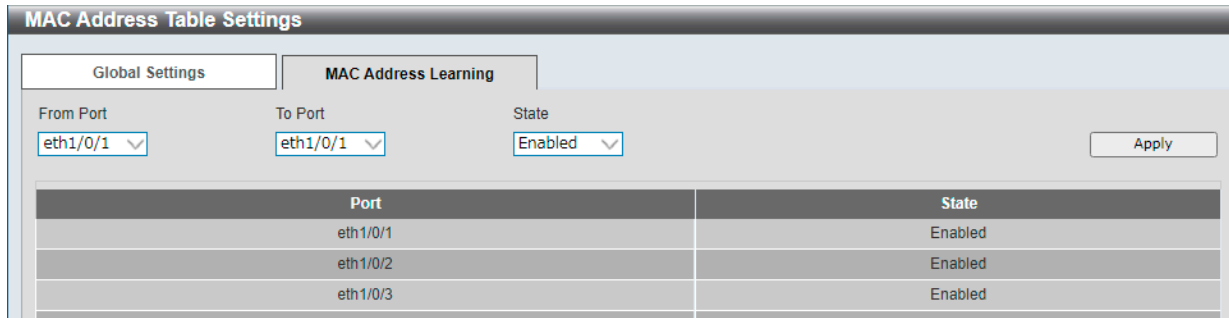 MAC Address Table Settings
Global Settings MAC Address Learning
From Port To Port State
eth1/0/1 eth1/0/1 Enabled Apply
Port State
eth1/0/1 Enabled
eth1/0/2 Enabled
eth1/0/3 Enabled